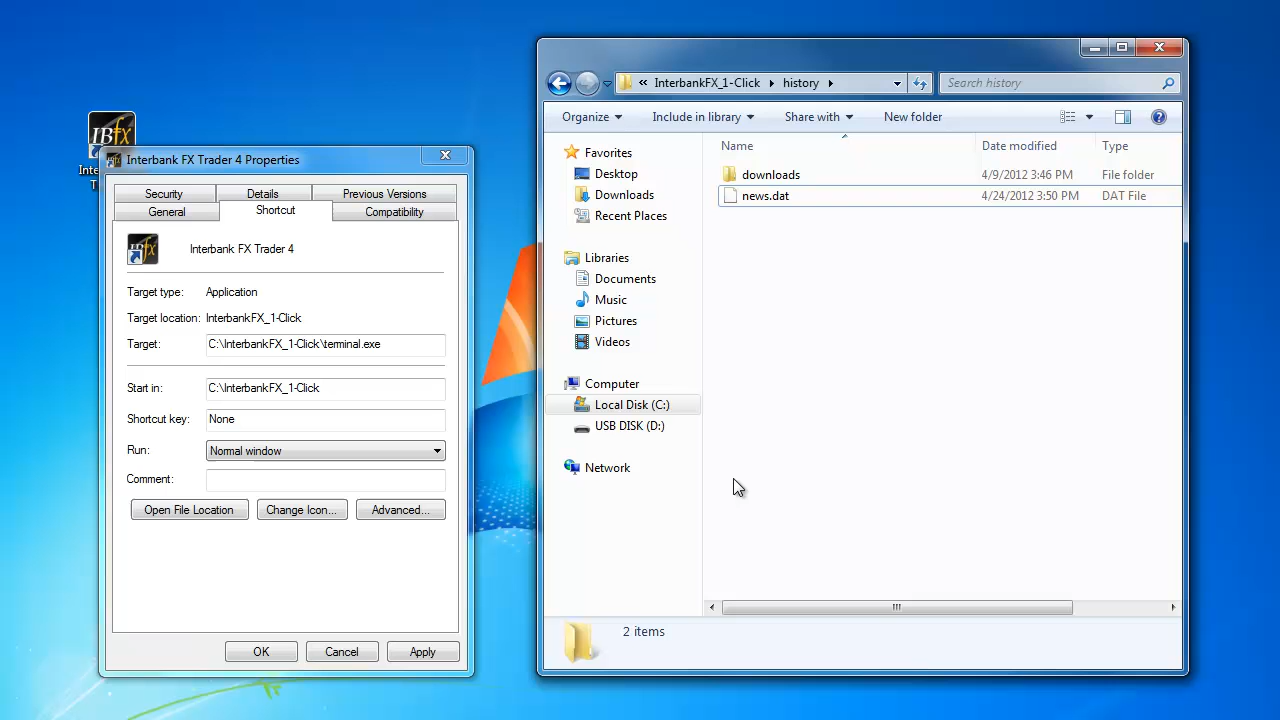 IBfx
Inte
T
Interbank FX Trader 4 Properties
Security Details Previous Versions
General Shortcut Compatibility
IBfx
Interbank FX Trader 4
Target type: Application
Target location: InterbankFX_1-Click
Target: C:\InterbankFX_1-Click\terminal.exe
Start in: C:\InterbankFX_1-Click
Shortcut key: None
Run: Normal window
Comment:
Open File Location Change Icon... Advanced...
OK Cancel Apply
« InterbankFX_1-Click history Search history
Organize Include in library Share with New folder
Name Date modified Type
downloads 4/9/2012 3:46 PM File folder
news.dat 4/24/2012 3:50 PM DAT File
Favorites
Desktop
Downloads
Recent Places
Libraries
Documents
Music
Pictures
Videos
Computer
Local Disk (C:)
USB DISK (D:)
Network
2 items